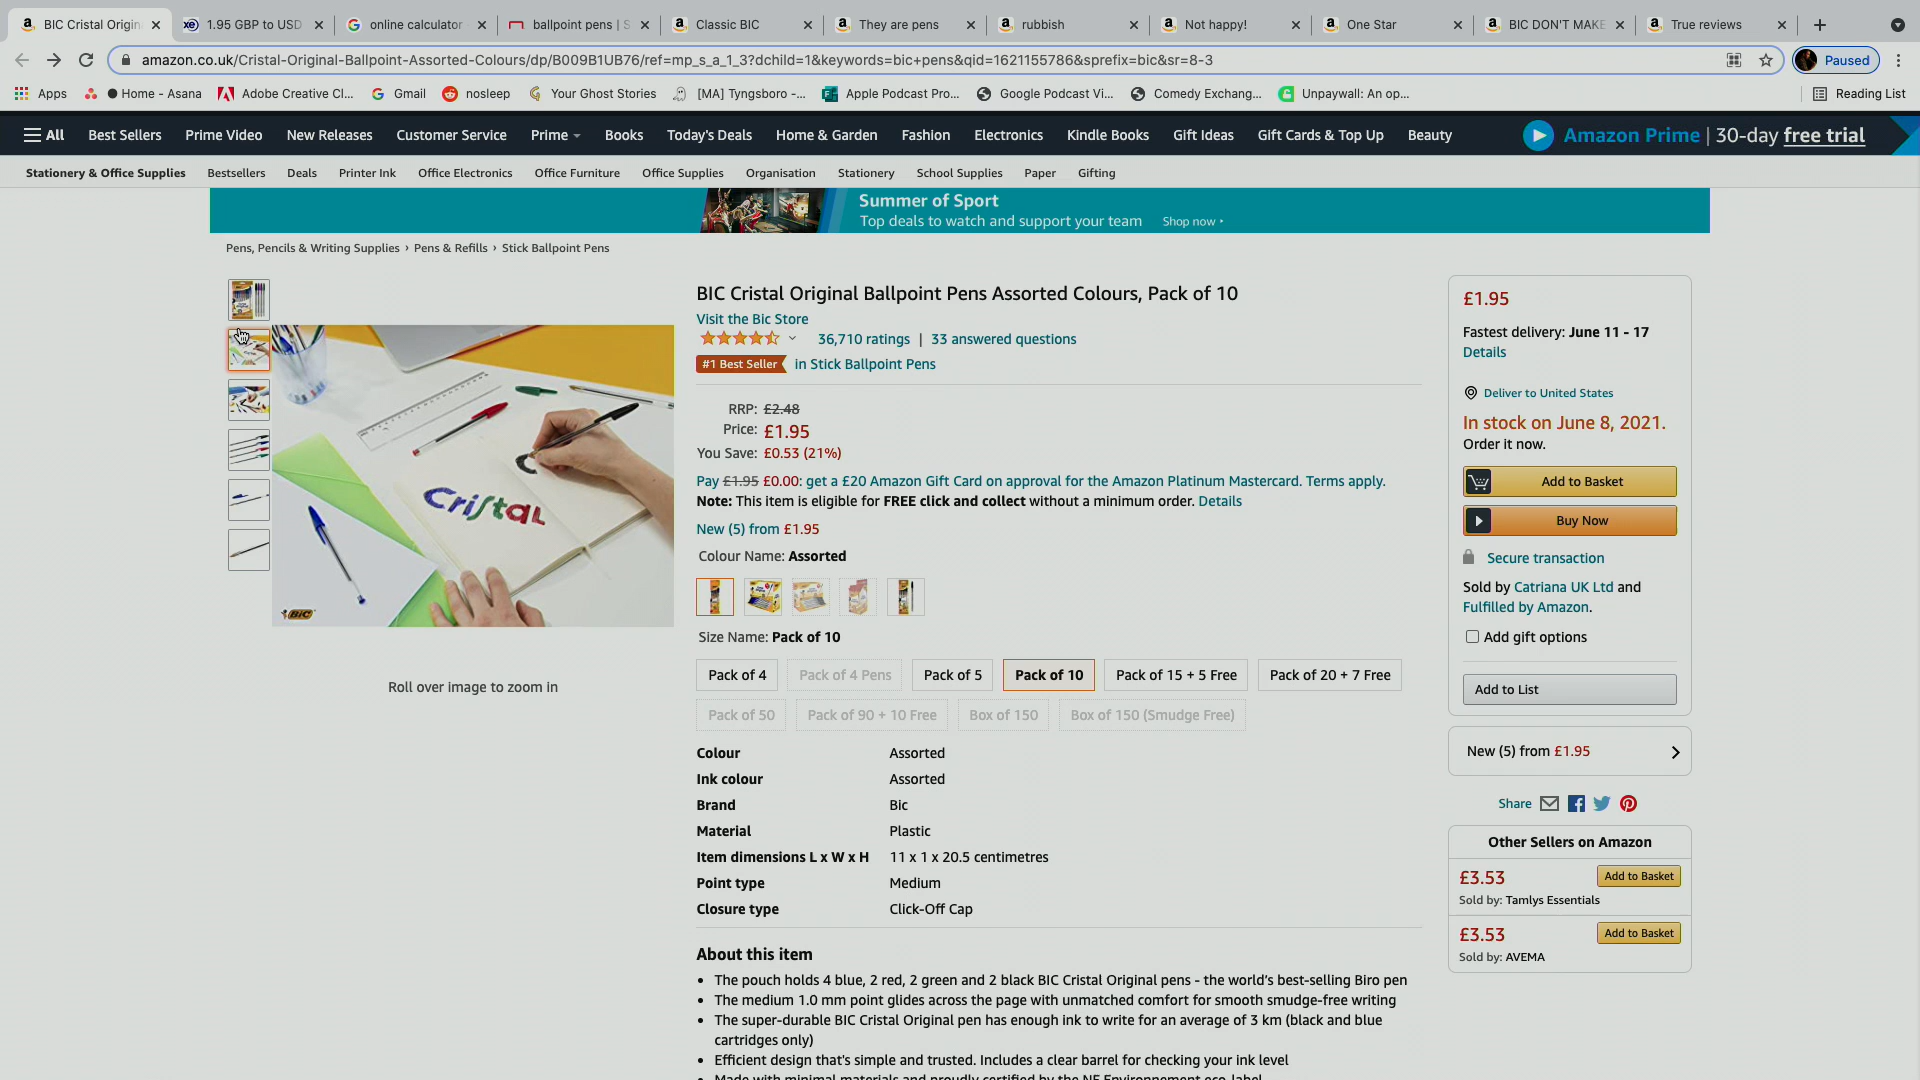 BIC Cristal Origin
1.95 GBP to USD
online calculator
ballpoint pens | S
Classic BIC
They are pens
rubbish
Not happy!
One Star
BIC DON'T MAKE
True reviews
amazon.co.uk/Cristal-Original-Ballpoint-Assorted-Colours/dp/B009B1UB76/ref=mp_s_a_1_3?dchild=1&keywords=bic+pens&qid=1621155786&sprefix=bic&sr=8-3
Paused
Apps
Home - Asana
Adobe Creative Cl...
Gmail
nosleep
Your Ghost Stories
[MA] Tyngsboro -...
Apple Podcast Pro...
Google Podcast Vi...
Comedy Exchang...
Unpaywall: An op...
Reading List
All Best Sellers Prime Video New Releases Customer Service Prime Books Today's Deals Home & Garden Fashion Electronics Kindle Books Gift Ideas Gift Cards & Top Up Beauty
Amazon Prime | 30-day free trial
Stationery & Office Supplies Bestsellers Deals Printer Ink Office Electronics Office Furniture Office Supplies Organisation Stationery School Supplies Paper Gifting
Summer of Sport
Top deals to watch and support your team Shop now
Pens, Pencils & Writing Supplies › Pens & Refills › Stick Ballpoint Pens
Cristal
BIC
Roll over image to zoom in
BIC Cristal Original Ballpoint Pens Assorted Colours, Pack of 10
Visit the Bic Store
36,710 ratings | 33 answered questions
#1 Best Seller in Stick Ballpoint Pens
RRP: £2.48
Price: £1.95
You Save: £0.53 (21%)
Pay £1.95 £0.00: get a £20 Amazon Gift Card on approval for the Amazon Platinum Mastercard. Terms apply.
Note: This item is eligible for FREE click and collect without a minimum order. Details
New (5) from £1.95
Colour Name: Assorted
Size Name: Pack of 10
Pack of 4 Pack of 4 Pens Pack of 5 Pack of 10 Pack of 15 + 5 Free Pack of 20 + 7 Free
Pack of 50 Pack of 90 + 10 Free Box of 150 Box of 150 (Smudge Free)
Colour Assorted
Ink colour Assorted
Brand Bic
Material Plastic
Item dimensions L x W x H 11 x 1 x 20.5 centimetres
Point type Medium
Closure type Click-Off Cap
About this item
• The pouch holds 4 blue, 2 red, 2 green and 2 black BIC Cristal Original pens - the world's best-selling Biro pen
• The medium 1.0 mm point glides across the page with unmatched comfort for smooth smudge-free writing
• The super-durable BIC Cristal Original pen has enough ink to write for an average of 3 km (black and blue
cartridges only)
• Efficient design that's simple and trusted. Includes a clear barrel for checking your ink level
• Made with minimal materials and proudly certified by the NF Environnement eco-label
£1.95
Fastest delivery: June 11 - 17
Details
Deliver to United States
In stock on June 8, 2021.
Order it now.
Add to Basket
Buy Now
Secure transaction
Sold by Catriana UK Ltd and
Fulfilled by Amazon.
Add gift options
Add to List
New (5) from £1.95
Share
Other Sellers on Amazon
£3.53 Add to Basket
Sold by: Tamlys Essentials
£3.53 Add to Basket
Sold by: AVEMA